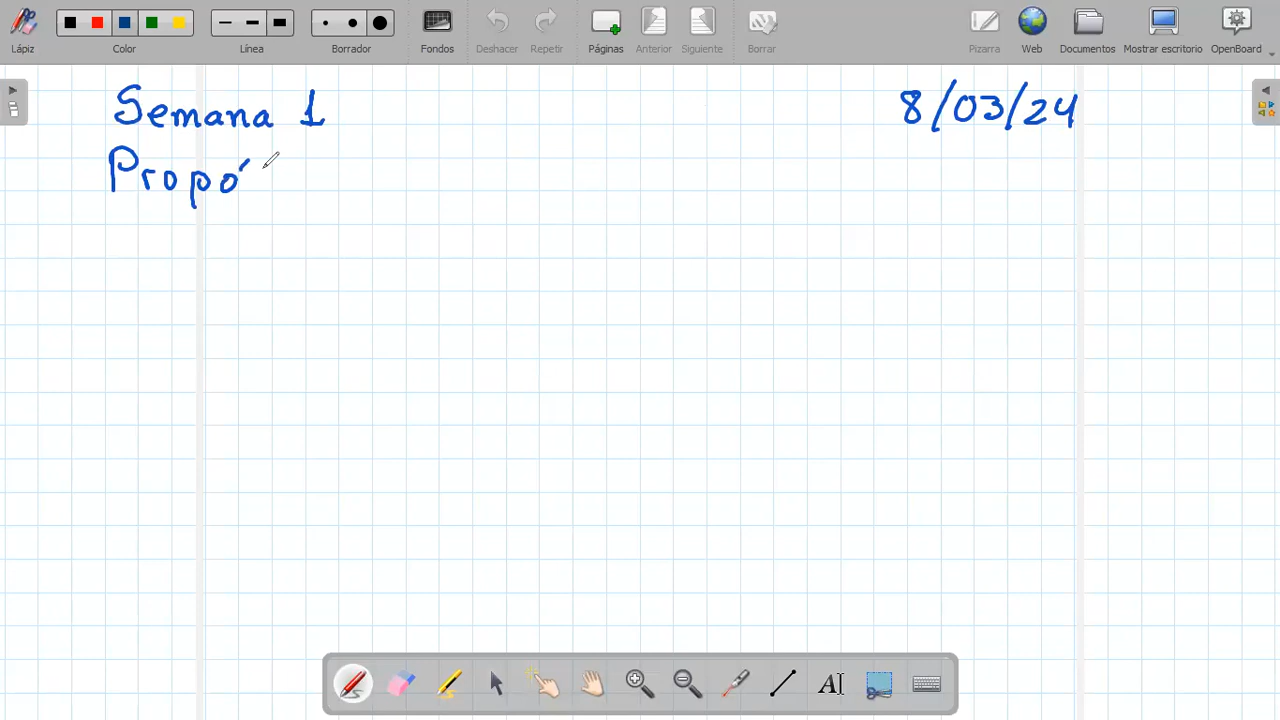 Lápiz Color Línea Borrador Fondos Deshacer Repetir Páginas Anterior Siguiente Borrar Pizarra Web Documentos Mostrar escritorio OpenBoard
Semana 1 8/03/24
Propó